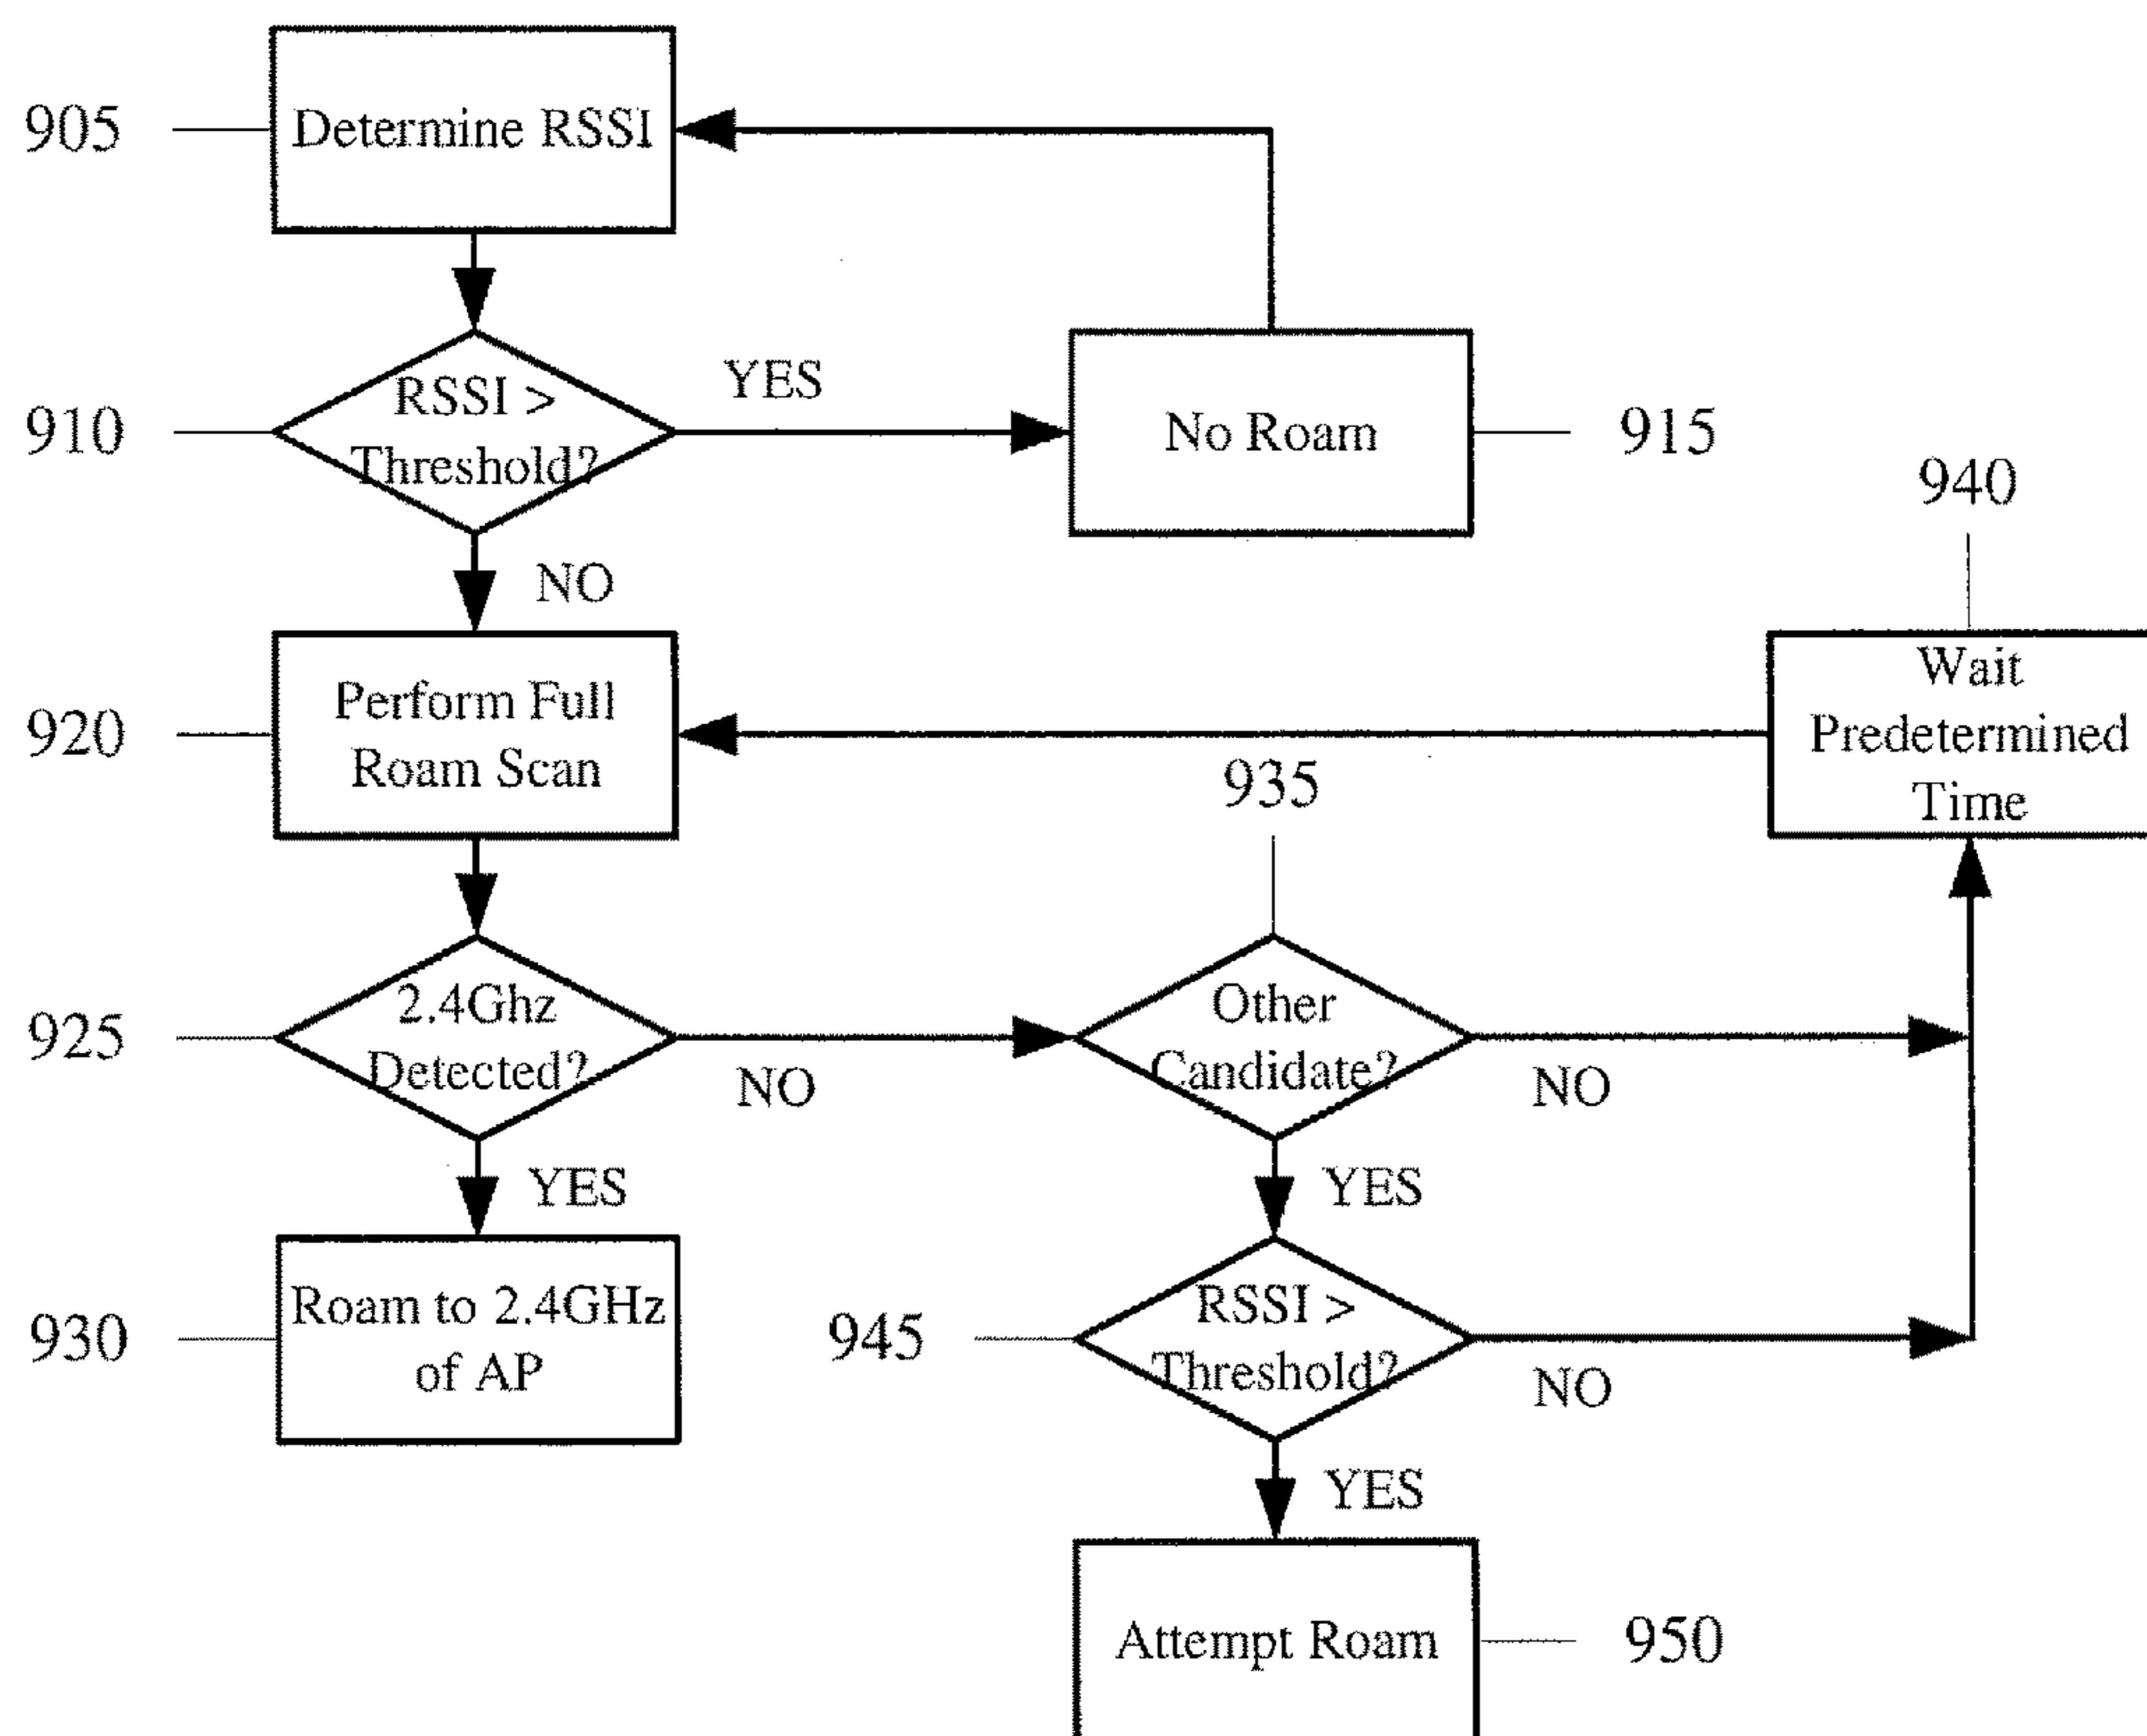 905
Determine RSSI
910
RSSI >
Threshold?
YES
No Roam
915
NO
940
Wait
Predetermined
Time
920
Perform Full
Roam Scan
935
925
2.4Ghz
Detected?
NO
Other
Candidate?
NO
YES
YES
930
Roam to 2.4GHz
of AP
945
RSSI >
Threshold?
NO
YES
Attempt Roam
950